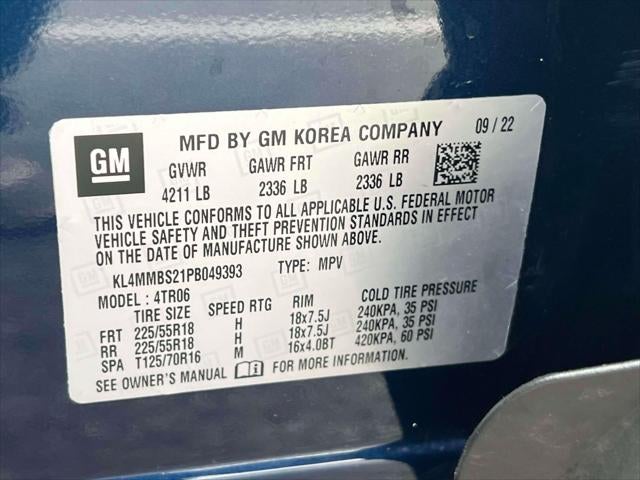 GM MFD BY GM KOREA COMPANY 09 / 22
GVWR GAWR FRT GAWR RR
4211 LB 2336 LB 2336 LB
THIS VEHICLE CONFORMS TO ALL APPLICABLE U.S. FEDERAL MOTOR
VEHICLE SAFETY AND THEFT PREVENTION STANDARDS IN EFFECT
ON THE DATE OF MANUFACTURE SHOWN ABOVE.
KL4MMBS21PB049393 TYPE: MPV
MODEL : 4TR06
TIRE SIZE SPEED RTG RIM COLD TIRE PRESSURE
FRT 225/55R18 H 18x7.5J 240KPA, 35 PSI
RR 225/55R18 H 18x7.5J 240KPA, 35 PSI
SPA T125/70R16 M 16x4.0BT 420KPA, 60 PSI
SEE OWNER'S MANUAL FOR MORE INFORMATION.